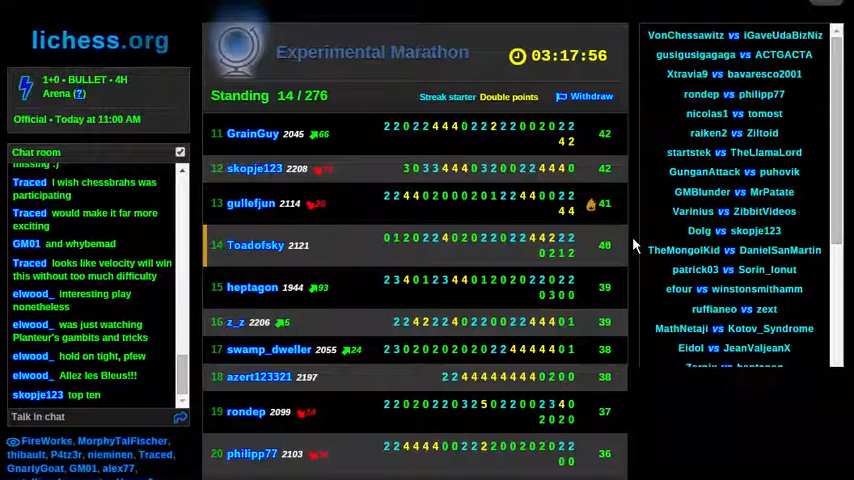 lichess.org
1+0 • BULLET • 4H
Arena (?)
Official • Today at 11:00 AM
Chat room
missing :)
Traced I wish chessbrahs was
participating
Traced would make it far more
exciting
GM01 and whybemad
Traced looks like velocity will win
this without too much difficulty
elwood_ interesting play
nonetheless
elwood_ was just watching
Planteur's gambits and tricks
elwood_ hold on tight, pfew
elwood_ Allez les Bleus!!!
skopje123 top ten
Talk in chat
FireWorks, MorphyTalFischer,
thibault, P4tz3r, nieminen, Traced,
GnarlyGoat, GM01, alex77,
Experimental Marathon
03:17:56
Standing 14 / 276
Streak starter Double points
Withdraw
11 GrainGuy 2045 66 2 2 0 2 2 4 4 4 0 2 2 2 2 0 0 2 0 2 2 42
4 2
12 skopje123 2208 3 0 3 3 4 4 4 0 3 2 0 0 2 2 4 4 4 0 42
13 gullefjun 2114 20 2 2 4 4 0 2 0 0 0 2 0 1 2 2 4 4 0 0 2 2 41
4 4
14 Toadofsky 2121 0 1 2 0 2 2 4 0 2 0 2 2 0 2 2 4 4 2 2 2 40
0 2 1 2
15 heptagon 1944 93 2 3 4 0 1 2 3 4 4 0 1 2 0 2 0 2 2 0 2 2 39
0 3 0 0
16 z_z 2206 5 2 2 4 2 2 2 4 0 2 2 0 0 2 2 4 4 4 0 1 39
17 swamp_dweller 2055 24 2 3 0 2 0 2 0 2 0 2 2 0 2 2 4 4 4 4 4 0 1 38
18 azert123321 2197 2 2 4 4 4 4 4 4 4 4 0 2 0 0 38
19 rondep 2099 14 2 2 0 2 0 2 2 0 3 2 5 0 2 2 0 0 2 3 4 0 37
2 0 2 0
20 philipp77 2103 2 2 4 4 4 4 0 0 2 2 2 2 0 0 2 0 2 0 2 2 36
0 0
VonChessawitz vs iGaveUdaBizNiz
gusigusigagaga vs ACTGACTA
Xtravia9 vs bavaresco2001
rondep vs philipp77
nicolas1 vs tomost
raiken2 vs Ziltoid
startstek vs TheLlamaLord
GunganAttack vs puhovik
GMBlunder vs MrPatate
Varinius vs ZibbitVideos
Dolg vs skopje123
TheMongolKid vs DanielSanMartin
patrick03 vs Sorin_Ionut
efour vs winstonsmithamm
ruffianeo vs zext
MathNetaji vs Kotov_Syndrome
Eidol vs JeanValjeanX